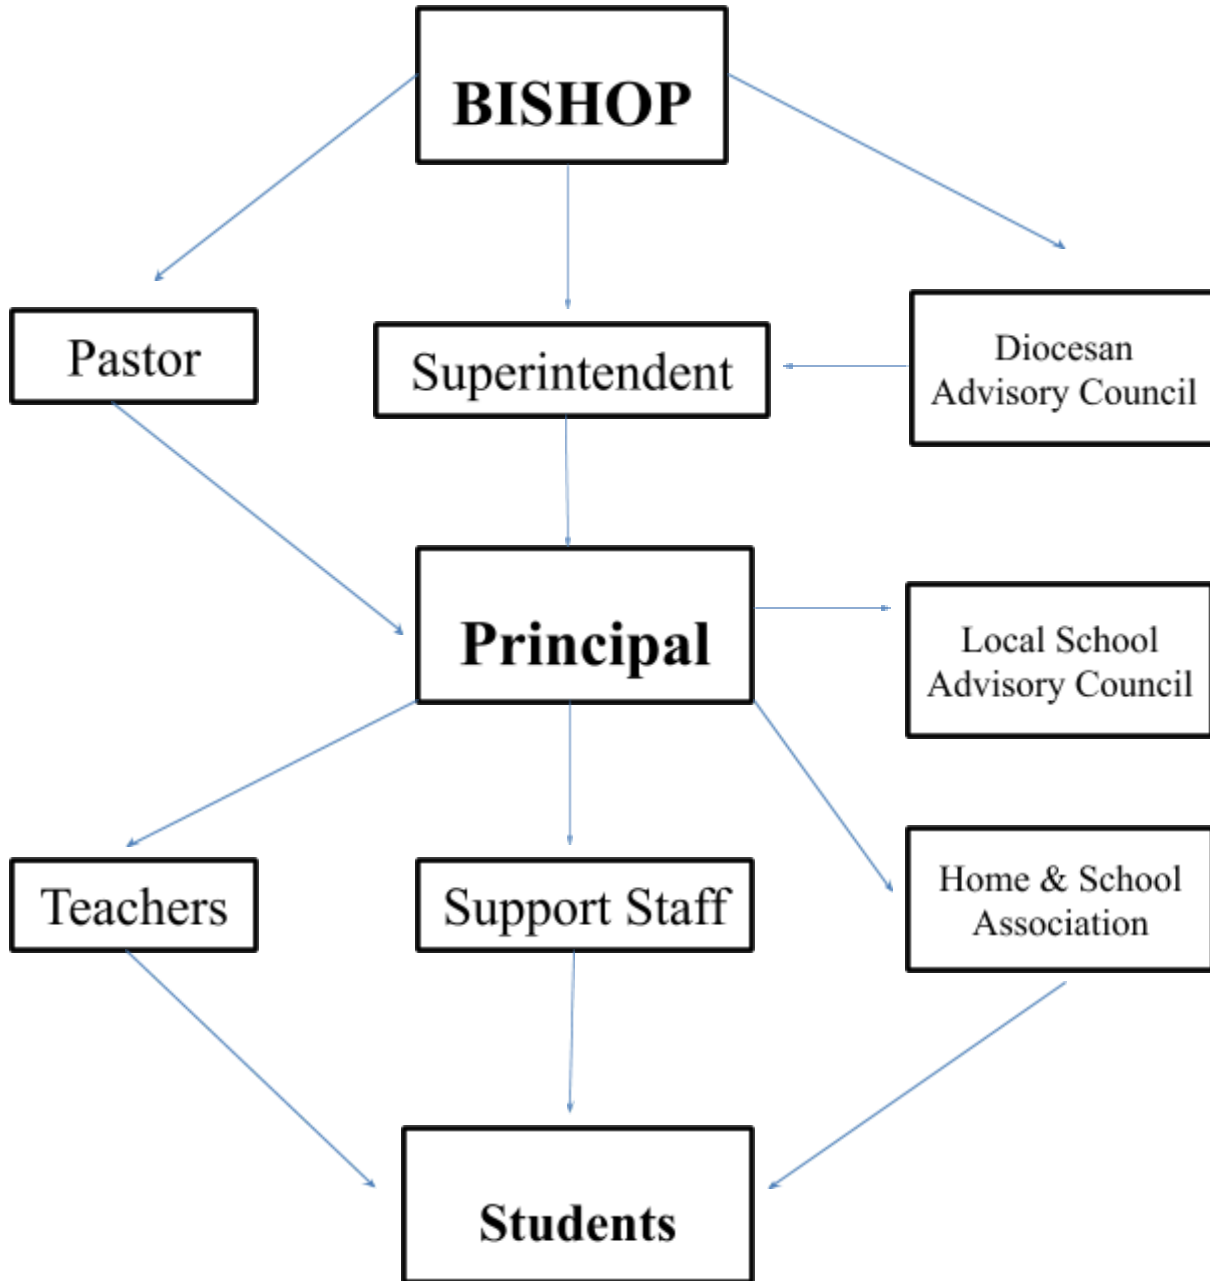 BISHOP
Pastor
Superintendent
Diocesan
Advisory Council
Principal
Local School
Advisory Council
Teachers
Support Staff
Home & School
Association
Students